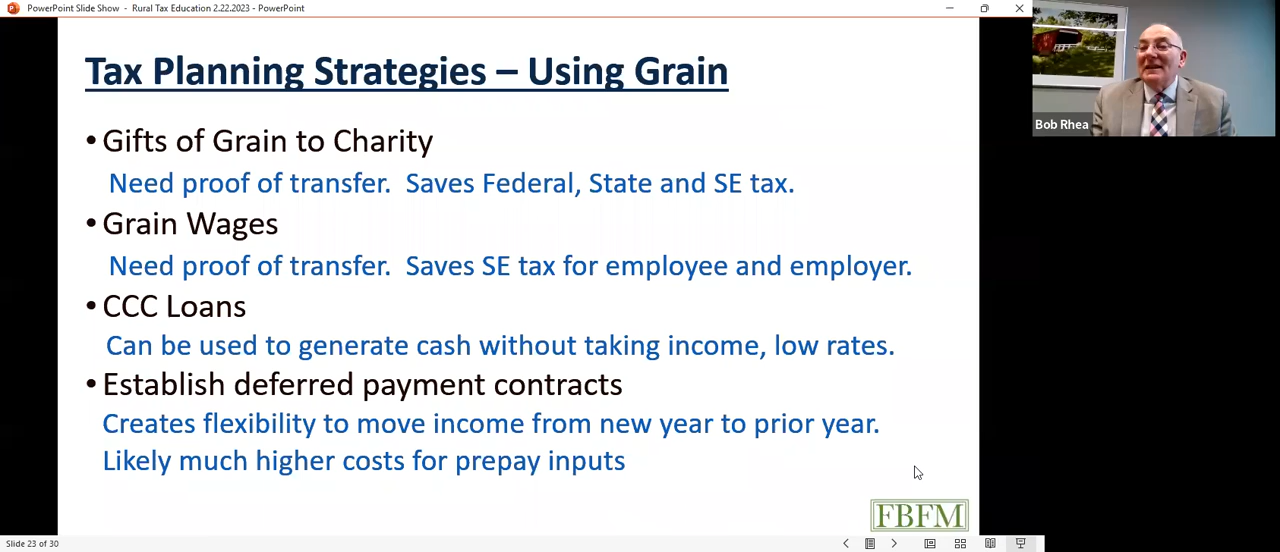 PowerPoint Slide Show - Rural Tax Education 2.22.2023 - PowerPoint
Tax Planning Strategies – Using Grain
• Gifts of Grain to Charity
Need proof of transfer. Saves Federal, State and SE tax.
• Grain Wages
Need proof of transfer. Saves SE tax for employee and employer.
• CCC Loans
Can be used to generate cash without taking income, low rates.
• Establish deferred payment contracts
Creates flexibility to move income from new year to prior year.
Likely much higher costs for prepay inputs
FBFM
Slide 23 of 30
Bob Rhea